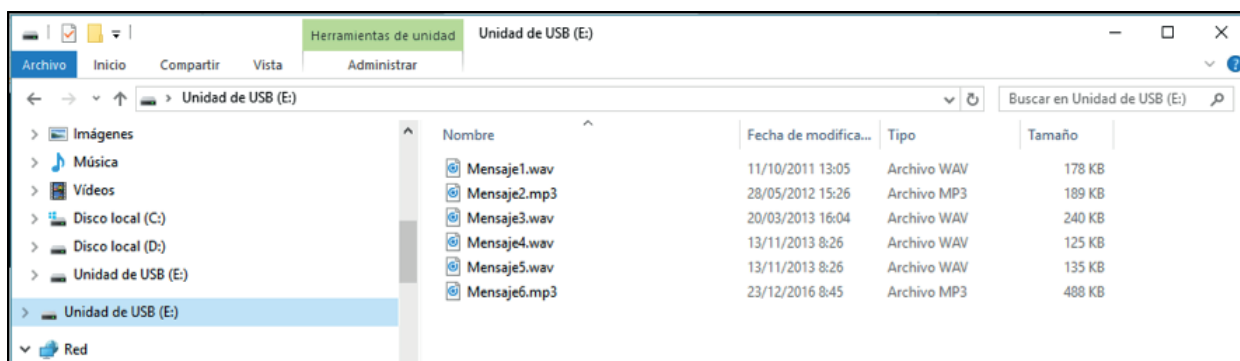 Herramientas de unidad Unidad de USB (E:)
Archivo Inicio Compartir Vista Administrar
Unidad de USB (E:) Buscar en Unidad de USB (E:)
Imágenes
Música
Vídeos
Disco local (C:)
Disco local (D:)
Unidad de USB (E:)
Unidad de USB (E:)
Red
Nombre Fecha de modifica... Tipo Tamaño
Mensaje1.wav 11/10/2011 13:05 Archivo WAV 178 KB
Mensaje2.mp3 28/05/2012 15:26 Archivo MP3 189 KB
Mensaje3.wav 20/03/2013 16:04 Archivo WAV 240 KB
Mensaje4.wav 13/11/2013 8:26 Archivo WAV 125 KB
Mensaje5.wav 13/11/2013 8:26 Archivo WAV 135 KB
Mensaje6.mp3 23/12/2016 8:45 Archivo MP3 488 KB